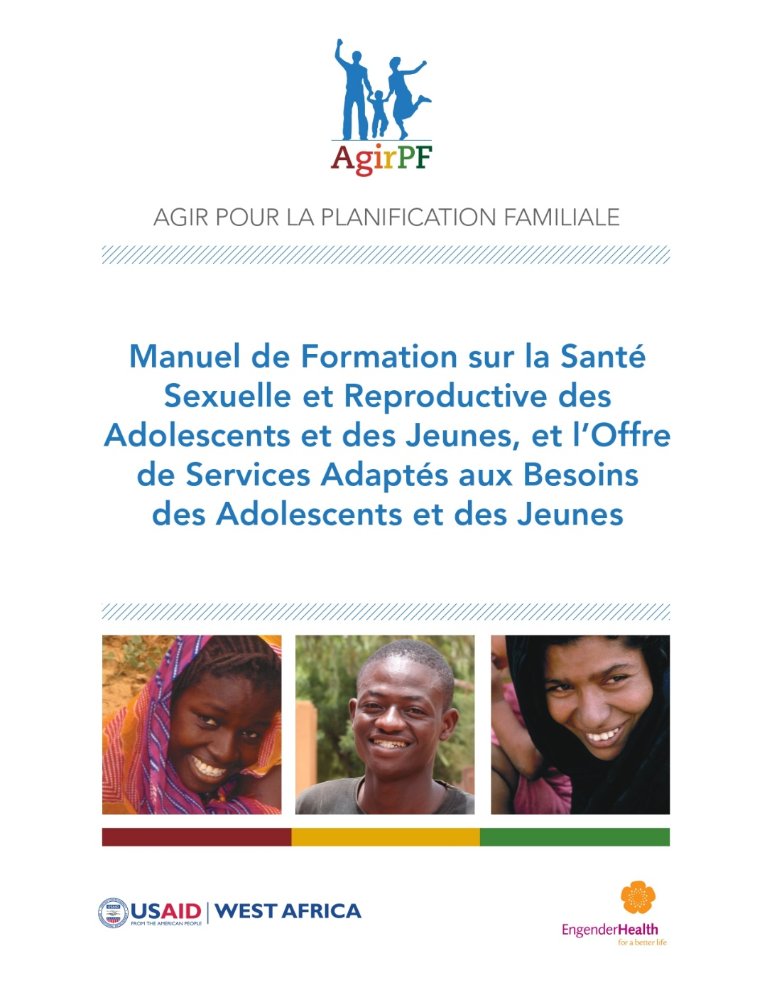 AgirPF
AGIR POUR LA PLANIFICATION FAMILIALE
Manuel de Formation sur la Santé
Sexuelle et Reproductive des
Adolescents et des Jeunes, et l’Offre
de Services Adaptés aux Besoins
des Adolescents et des Jeunes
USAID
USAID | WEST AFRICA
FROM THE AMERICAN PEOPLE
EngenderHealth
for a better life